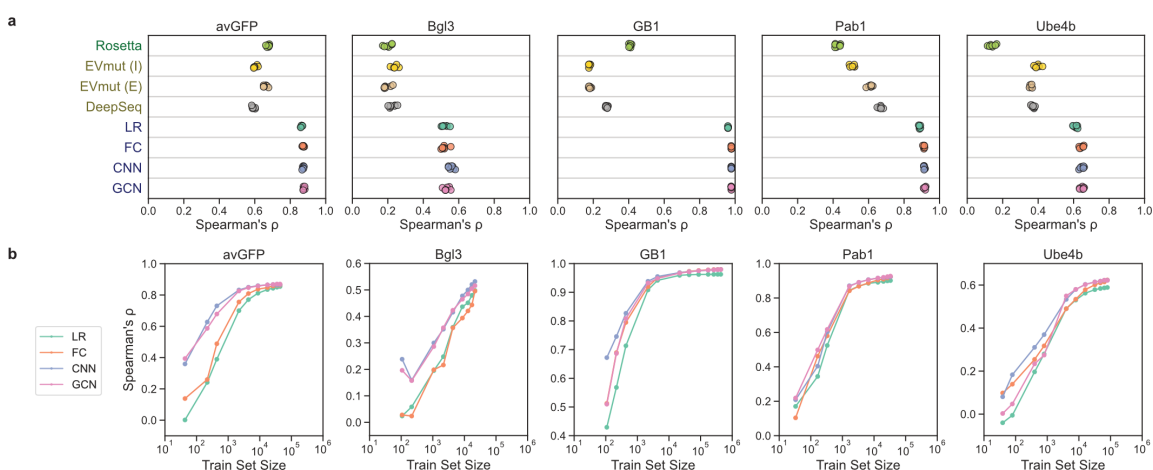 a
avGFP Bgl3 GB1 Pab1 Ube4b
Rosetta
EVmut (I)
EVmut (E)
DeepSeq
LR
FC
CNN
GCN
0.0 0.2 0.4 0.6 0.8 1.0 0.0 0.2 0.4 0.6 0.8 1.0 0.0 0.2 0.4 0.6 0.8 1.0 0.0 0.2 0.4 0.6 0.8 1.0 0.0 0.2 0.4 0.6 0.8 1.0
Spearman's ρ Spearman's ρ Spearman's ρ Spearman's ρ Spearman's ρ
b
avGFP Bgl3 GB1 Pab1 Ube4b
LR
FC
CNN
GCN
Spearman's ρ
1.0
0.8
0.6
0.4
0.2
0.0
0.6
0.5
0.4
0.3
0.2
0.1
0.0
1.0
0.9
0.8
0.7
0.6
0.5
0.4
1.0
0.8
0.6
0.4
0.2
0.0
0.6
0.4
0.2
0.0
10¹ 10² 10³ 10⁴ 10⁵ 10⁶ 10¹ 10² 10³ 10⁴ 10⁵ 10⁶ 10¹ 10² 10³ 10⁴ 10⁵ 10⁶ 10¹ 10² 10³ 10⁴ 10⁵ 10⁶ 10¹ 10² 10³ 10⁴ 10⁵ 10⁶
Train Set Size Train Set Size Train Set Size Train Set Size Train Set Size